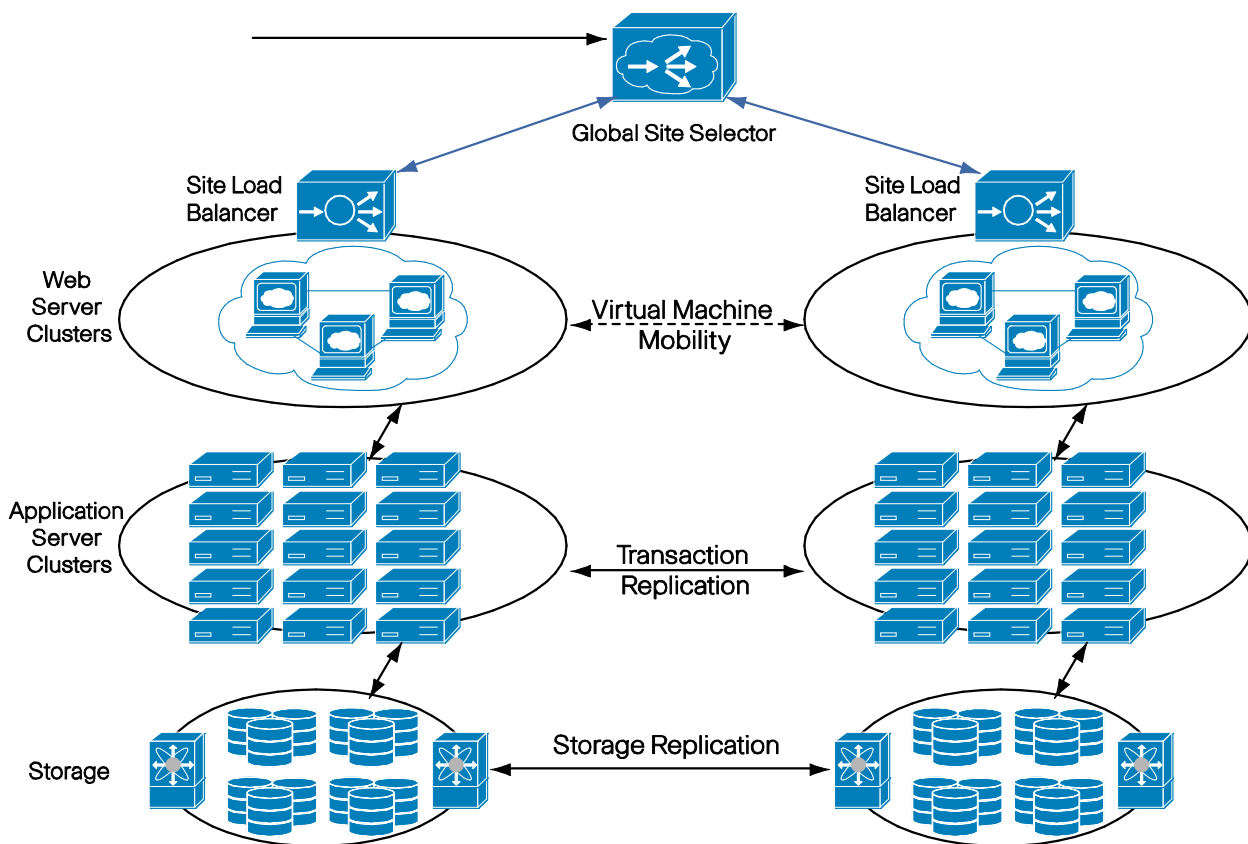 Global Site Selector
Site Load
Balancer
Site Load
Balancer
Web
Server
Clusters
Virtual Machine
Mobility
Application
Server
Clusters
Transaction
Replication
Storage
Storage Replication